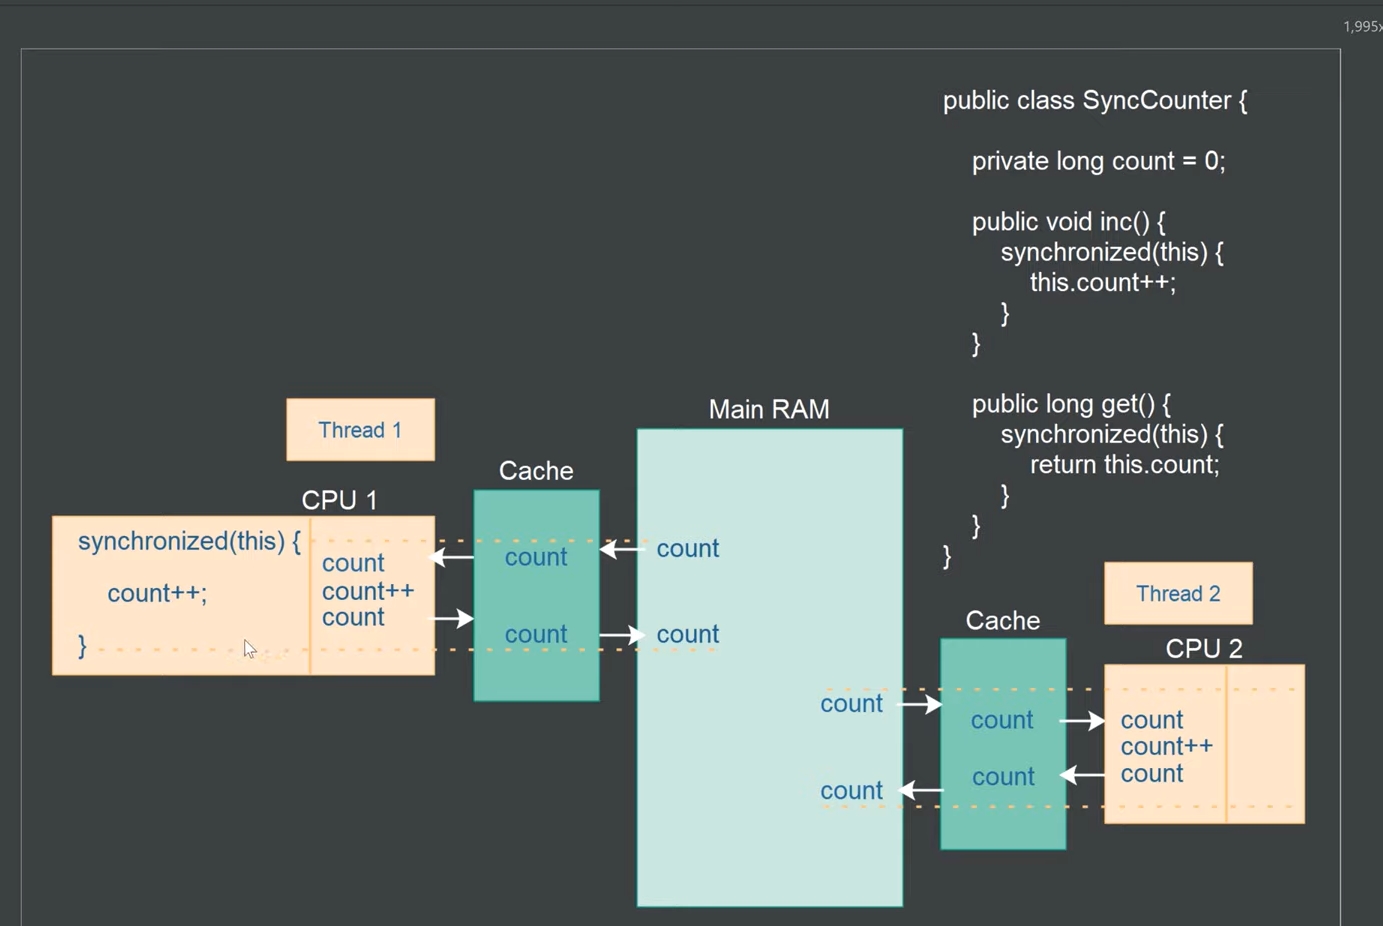 1,995x
public class SyncCounter {
private long count = 0;
public void inc() {
synchronized(this) {
this.count++;
}
}
public long get() {
synchronized(this) {
return this.count;
}
}
}
Thread 1
CPU 1
synchronized(this) {
count++;
}
count
count++
count
Cache
count
count
Main RAM
count
count
count
count
Cache
count
count
Thread 2
CPU 2
count
count++
count